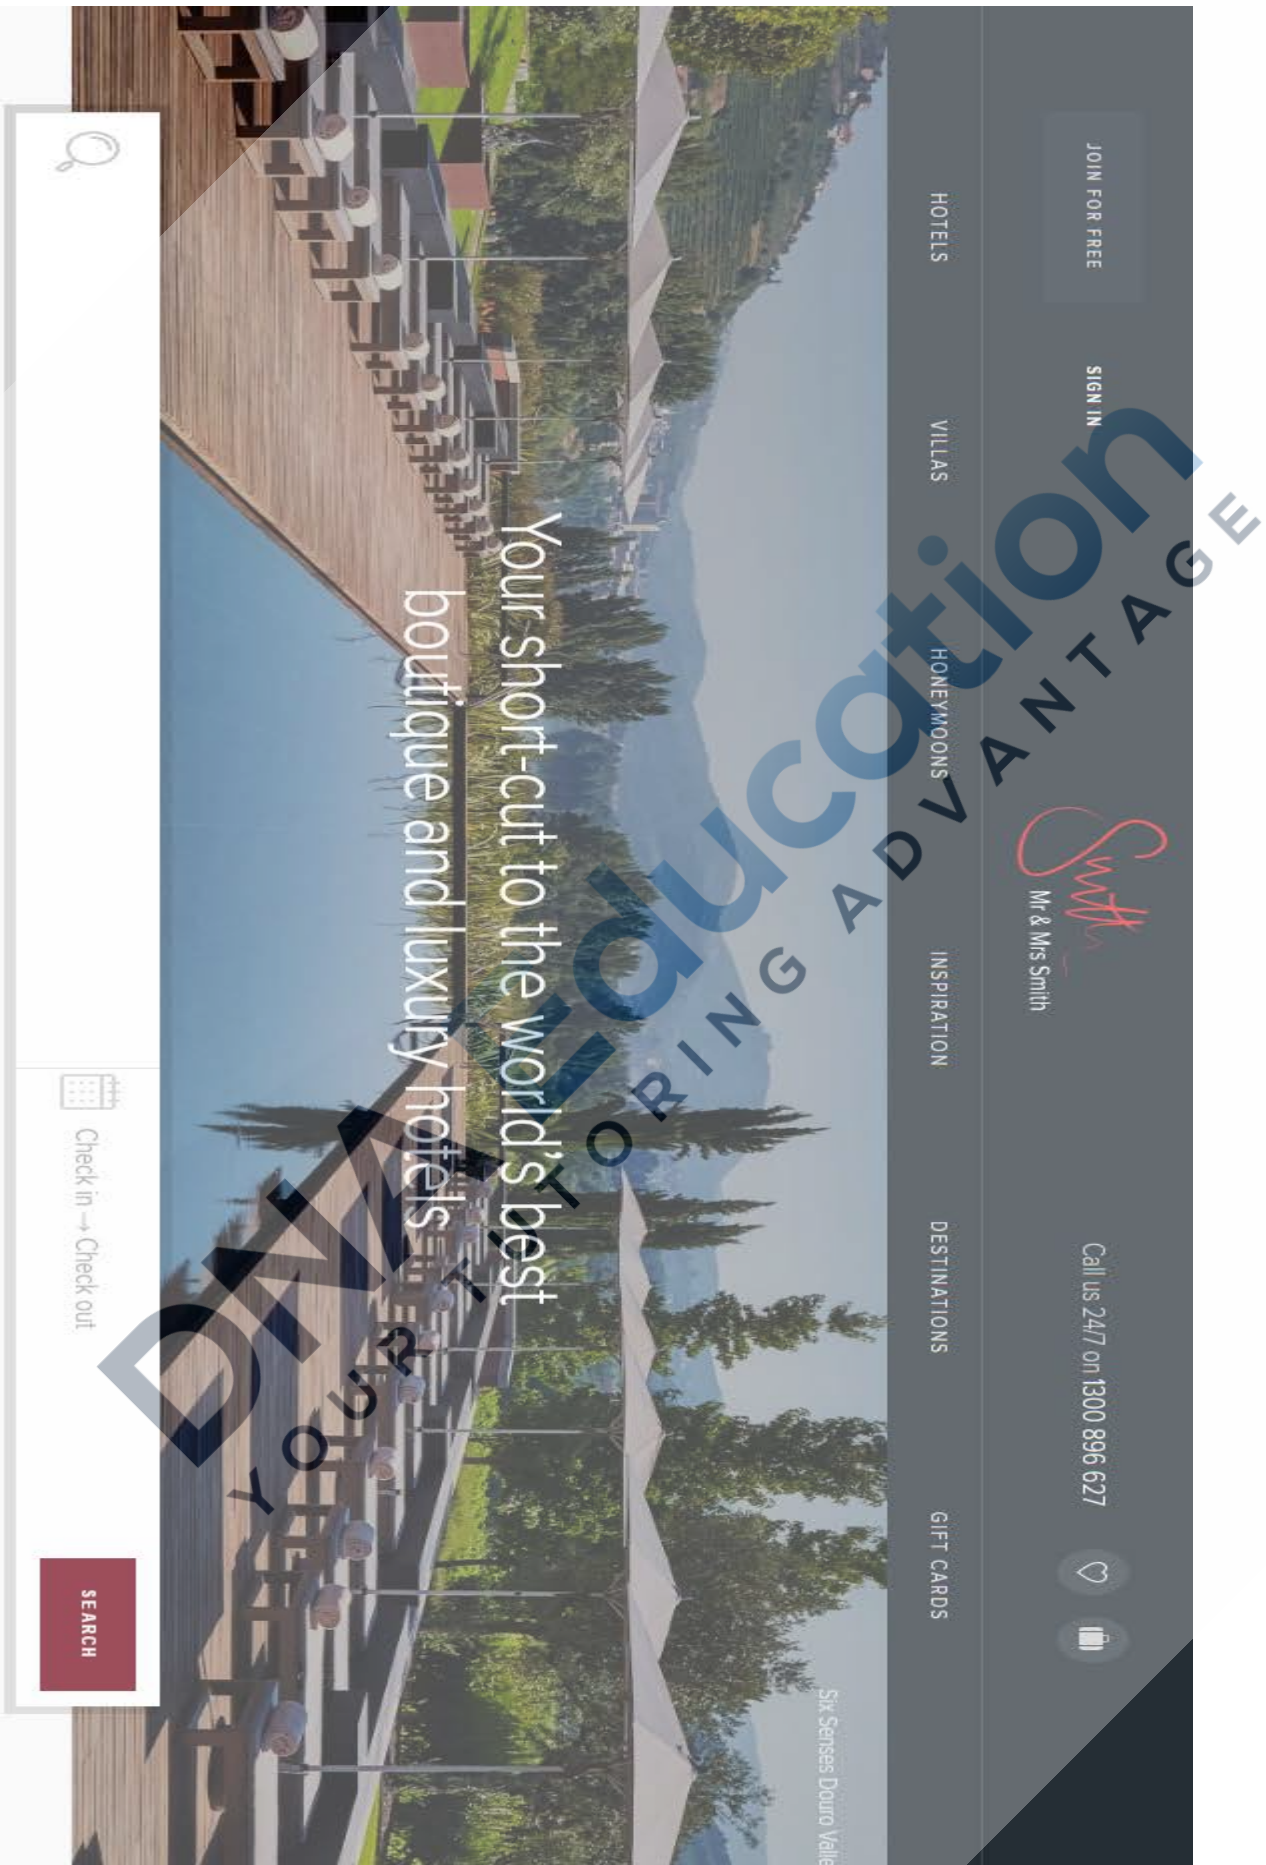 JOIN FOR FREE
SIGN IN
Smith
Mr & Mrs Smith
Call us 24/7 on 1300 896 627
HOTELS
VILLAS
HONEYMOONS
INSPIRATION
DESTINATIONS
GIFT CARDS
Six Senses Douro Valle
Your short-cut to the world's best
boutique and luxury hotels
Check in → Check out
SEARCH
DNA Education
YOUR TUTORING ADVANTAGE